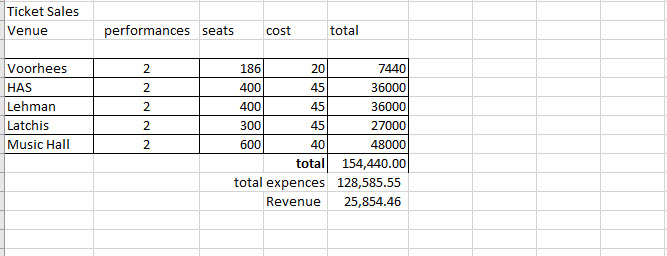 Ticket Sales
Venue performances seats cost total
Voorhees 2 186 20 7440
HAS 2 400 45 36000
Lehman 2 400 45 36000
Latchis 2 300 45 27000
Music Hall 2 600 40 48000
total 154,440.00
total expences 128,585.55
Revenue 25,854.46